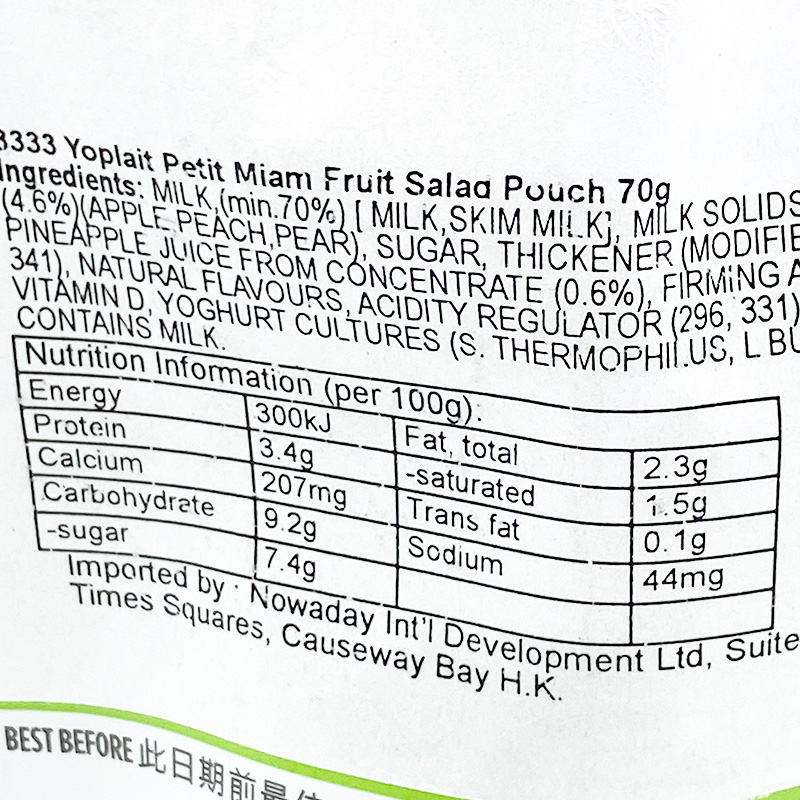 3333 Yoplait Petit Miam Fruit Salad Pouch 70g
Ingredients: MILK,(min.70%) [ MILK,SKIM MILK], MILK SOLIDS
(4.6%)(APPLE,PEACH,PEAR), SUGAR, THICKENER (MODIFIE
PINEAPPLE JUICE FROM CONCENTRATE (0.6%), FIRMING A
341), NATURAL FLAVOURS, ACIDITY REGULATOR (296, 331)
VITAMIN D, YOGHURT CULTURES (S. THERMOPHILUS, L BU
CONTAINS MILK.
Nutrition Information (per 100g):
Energy 300kJ Fat, total 2.3g
Protein 3.4g -saturated 1.5g
Calcium 207mg Trans fat 0.1g
Carbohydrate 9.2g Sodium 44mg
-sugar 7.4g
Imported by : Nowaday Int'l Development Ltd, Suite
Times Squares, Causeway Bay H.K.
BEST BEFORE 此日期前最